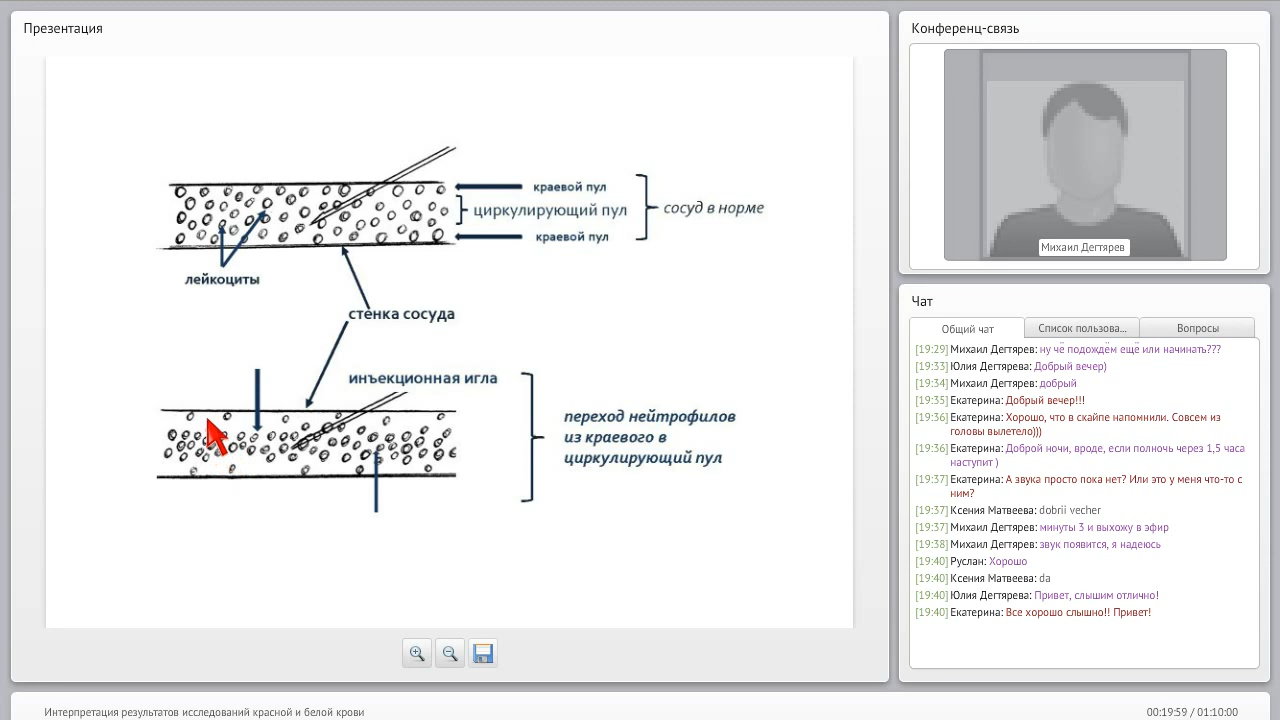 Презентация
краевой пул
циркулирующий пул
сосуд в норме
краевой пул
лейкоциты
стенка сосуда
инъекционная игла
переход нейтрофилов
из краевого в
циркулирующий пул
Конференц-связь
Михаил Дегтярев
Чат
Общий чат
Список пользова...
Вопросы
[19:29] Михаил Дегтярев: ну чё подождём ещё или начинать???
[19:33] Юлия Дегтярева: Добрый вечер)
[19:34] Михаил Дегтярев: добрый
[19:35] Екатерина: Добрый вечер!!!
[19:36] Екатерина: Хорошо, что в скайпе напомнили. Совсем из
головы вылетело)))
[19:36] Екатерина: Доброй ночи, вроде, если полночь через 1,5 часа
наступит )
[19:37] Екатерина: А звука просто пока нет? Или это у меня что-то с
ним?
[19:37] Ксения Матвеева: dobrii vecher
[19:37] Михаил Дегтярев: минуты 3 и выхожу в эфир
[19:38] Михаил Дегтярев: звук появится, я надеюсь
[19:40] Руслан: Хорошо
[19:40] Ксения Матвеева: da
[19:40] Юлия Дегтярева: Привет, слышим отлично!
[19:40] Екатерина: Все хорошо слышно!! Привет!
Интерпретация результатов исследований красной и белой крови
00:19:59 / 01:10:00